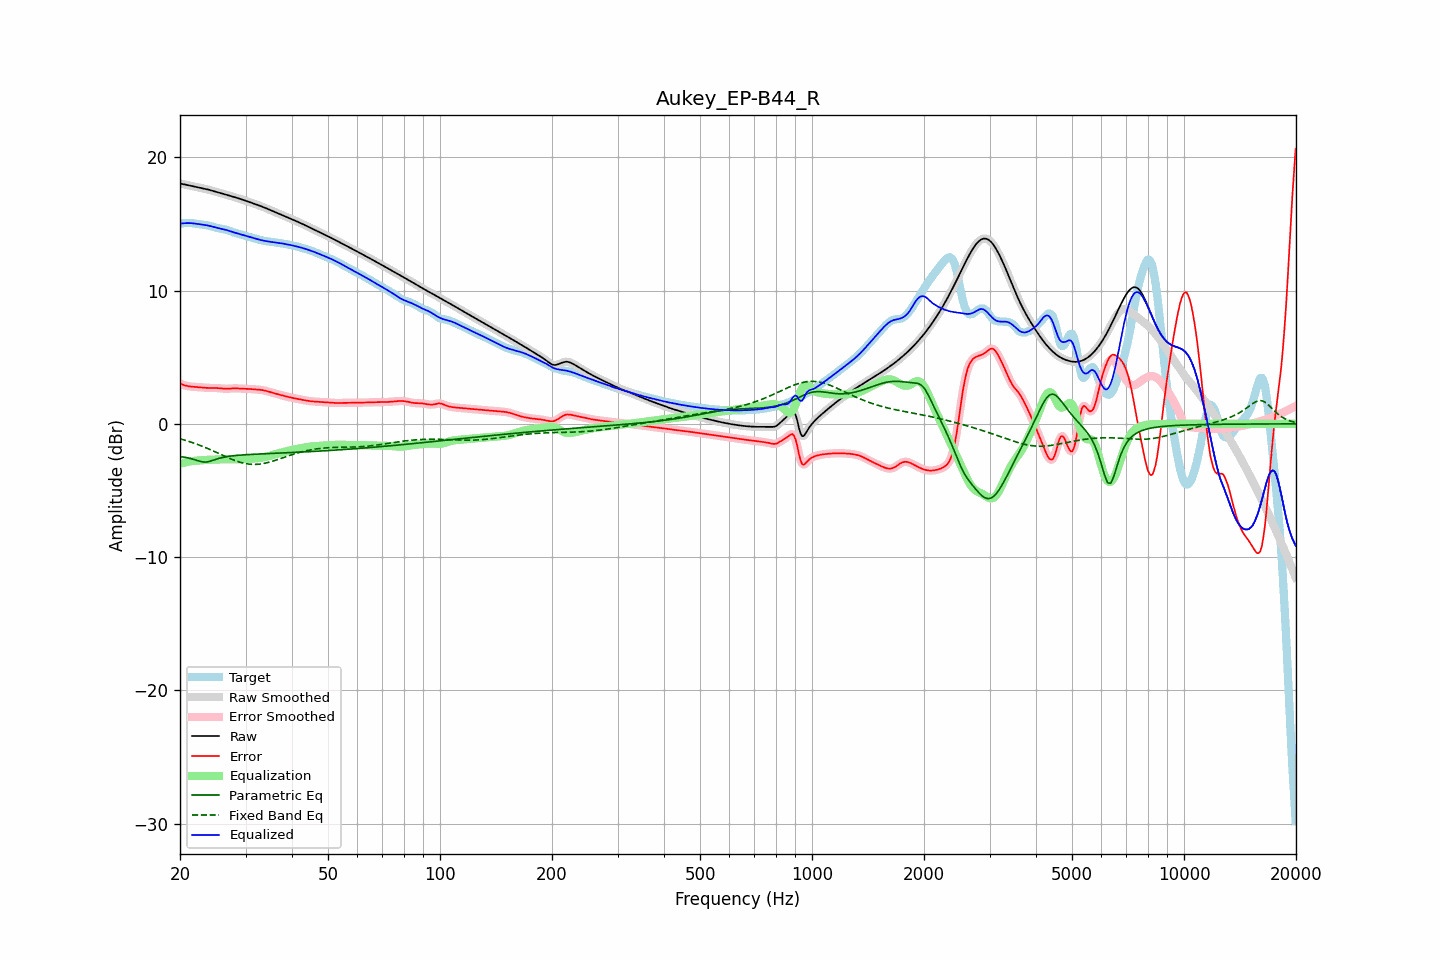 Aukey_EP-B44_R
20
10
0
−10
−20
−30
Amplitude (dBr)
Target
Raw Smoothed
Error Smoothed
Raw
Error
Equalization
Parametric Eq
Fixed Band Eq
Equalized
20 50 100 200 500 1000 2000 5000 10000 20000
Frequency (Hz)